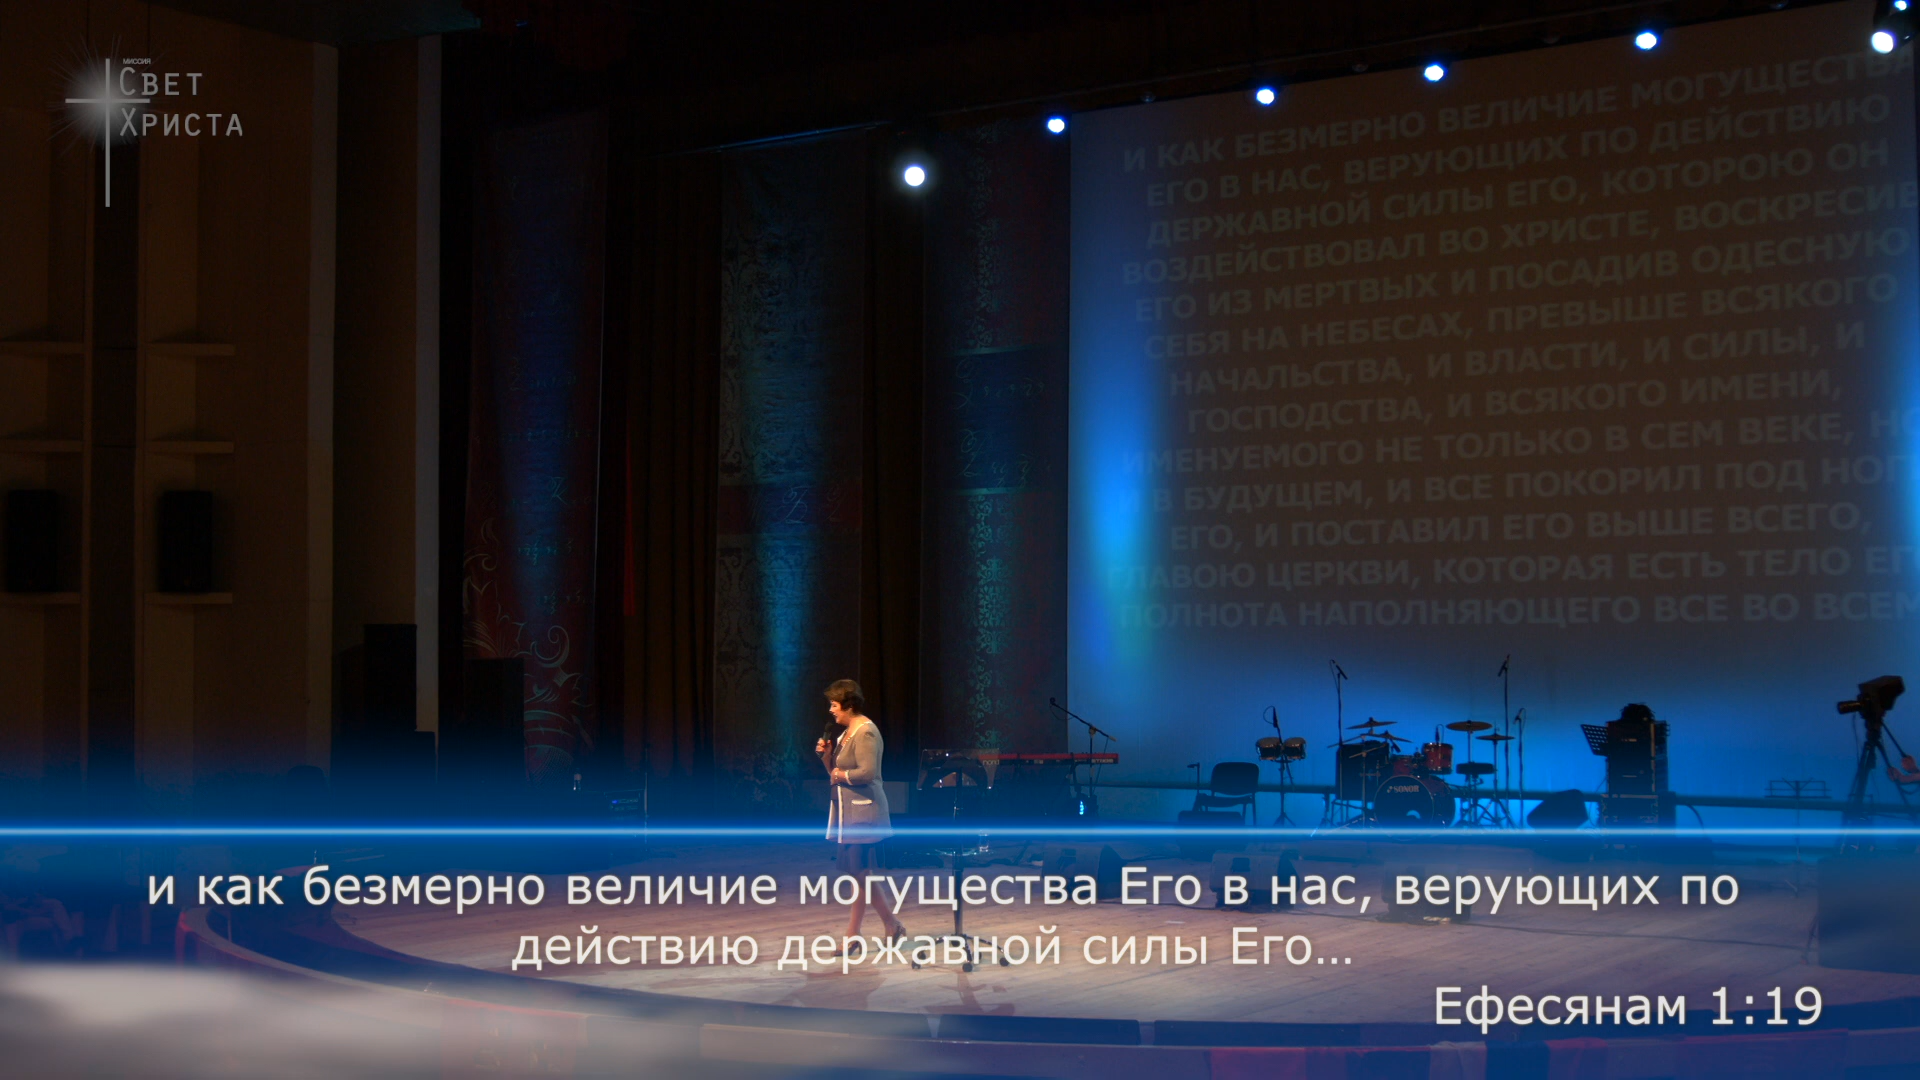 МИССИЯ
СВЕТ
ХРИСТА
И КАК БЕЗМЕРНО ВЕЛИЧИЕ МОГУЩЕСТВА
ЕГО В НАС, ВЕРУЮЩИХ ПО ДЕЙСТВИЮ
ДЕРЖАВНОЙ СИЛЫ ЕГО, КОТОРОЮ ОН
ВОЗДЕЙСТВОВАЛ ВО ХРИСТЕ, ВОСКРЕСИВ
ЕГО ИЗ МЕРТВЫХ И ПОСАДИВ ОДЕСНУЮ
СЕБЯ НА НЕБЕСАХ, ПРЕВЫШЕ ВСЯКОГО
НАЧАЛЬСТВА, И ВЛАСТИ, И СИЛЫ, И
ГОСПОДСТВА, И ВСЯКОГО ИМЕНИ,
ИМЕНУЕМОГО НЕ ТОЛЬКО В СЕМ ВЕКЕ, НО
И В БУДУЩЕМ, И ВСЕ ПОКОРИЛ ПОД НОГИ
ЕГО, И ПОСТАВИЛ ЕГО ВЫШЕ ВСЕГО,
ГЛАВОЮ ЦЕРКВИ, КОТОРАЯ ЕСТЬ ТЕЛО ЕГО
ПОЛНОТА НАПОЛНЯЮЩЕГО ВСЕ ВО ВСЕМ
SONOR
и как безмерно величие могущества Его в нас, верующих по
действию державной силы Его...
Ефесянам 1:19